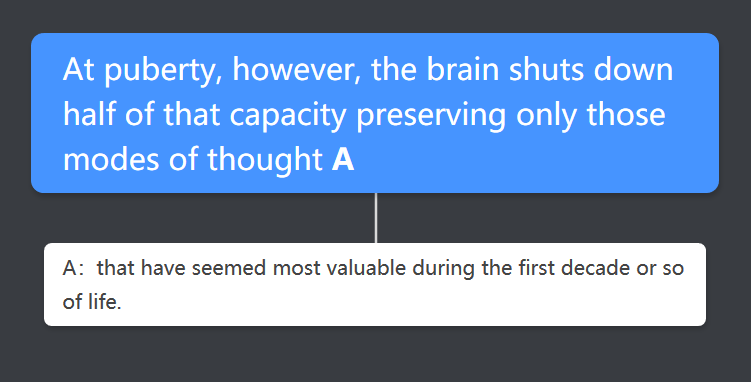 At puberty, however, the brain shuts down
half of that capacity preserving only those
modes of thought A
A：that have seemed most valuable during the first decade or so
of life.